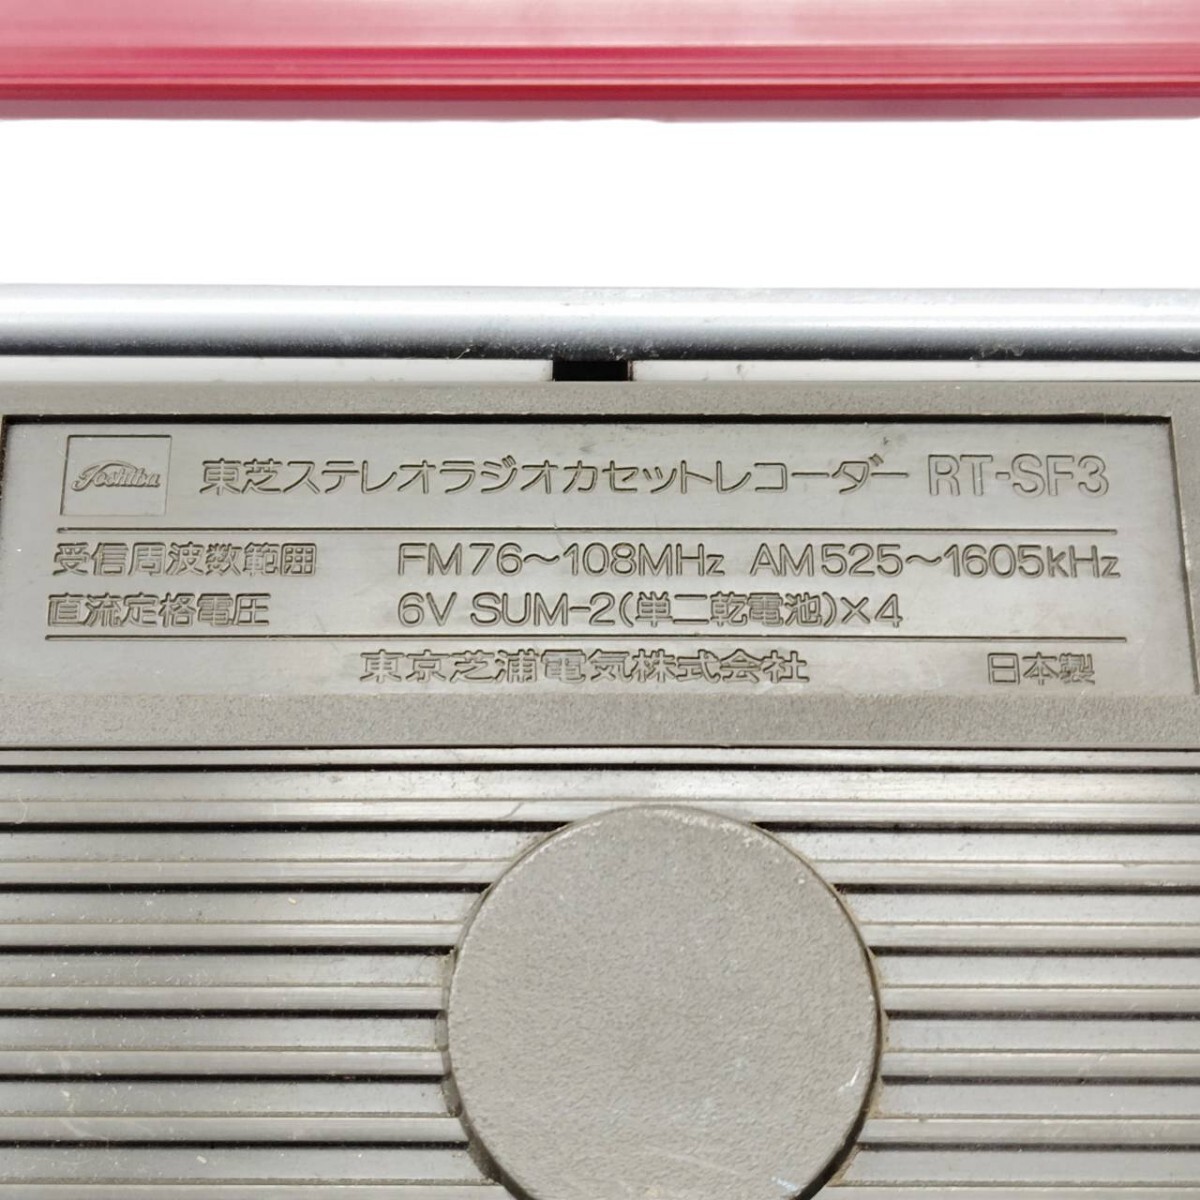 Toshiba 東芝ステレオラジオカセットレコーダー RT-SF3
受信周波数範囲 FM76～108MHz AM525～1605kHz
直流定格電圧 6V SUM-2(単二乾電池)×4
東京芝浦電気株式会社 日本製